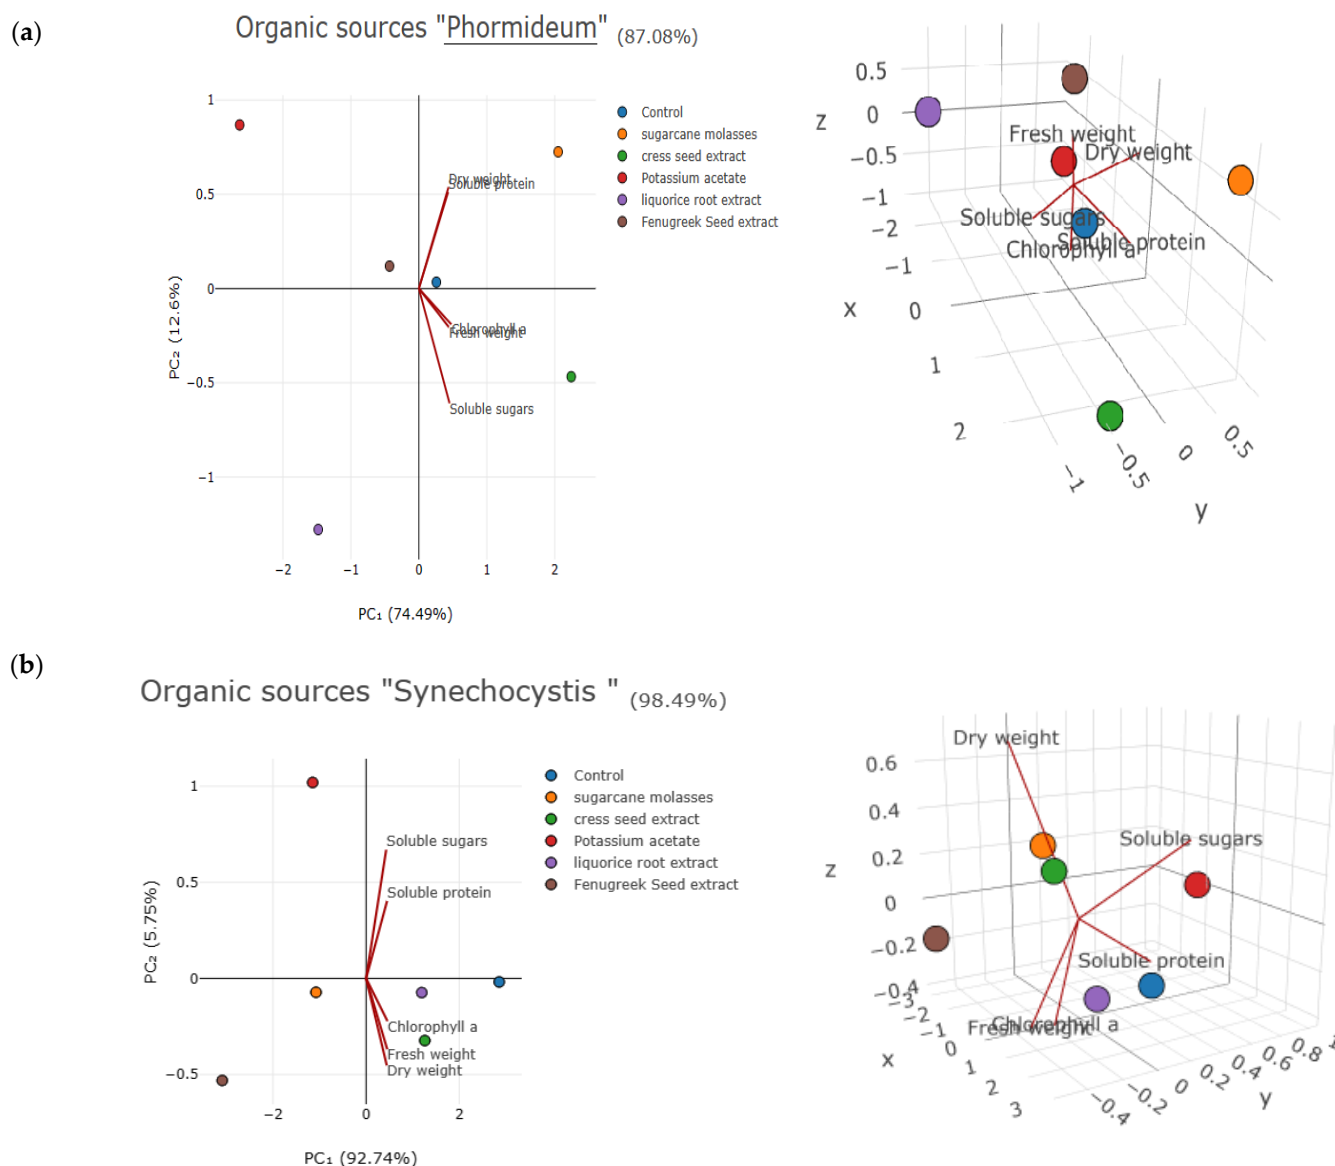 (a)
Organic sources "Phormideum" (87.08%)
1
0.5
0
−0.5
−1
−2
−1
0
1
2
PC₂ (12.6%)
PC₁ (74.49%)
Dry weight
Soluble protein
Chlorophyll a
Fresh weight
Soluble sugars
Control
sugarcane molasses
cress seed extract
Potassium acetate
liquorice root extract
Fenugreek Seed extract
0.5
0
−0.5
−1
z
−2
−1
0
1
2
x
−1
−0.5
0
0.5
y
Fresh weight
Dry weight
Soluble sugars
Soluble protein
Chlorophyll a
(b)
Organic sources "Synechocystis " (98.49%)
1
0.5
0
−0.5
−2
0
2
PC₂ (5.75%)
PC₁ (92.74%)
Soluble sugars
Soluble protein
Chlorophyll a
Fresh weight
Dry weight
Control
sugarcane molasses
cress seed extract
Potassium acetate
liquorice root extract
Fenugreek Seed extract
0.6
0.4
0.2
0
−0.2
−0.4
z
−3
−2
−1
0
1
2
3
x
−0.4
−0.2
0
0.2
0.4
0.6
0.8
1
y
Dry weight
Soluble sugars
Soluble protein
Fresh weight
Chlorophyll a